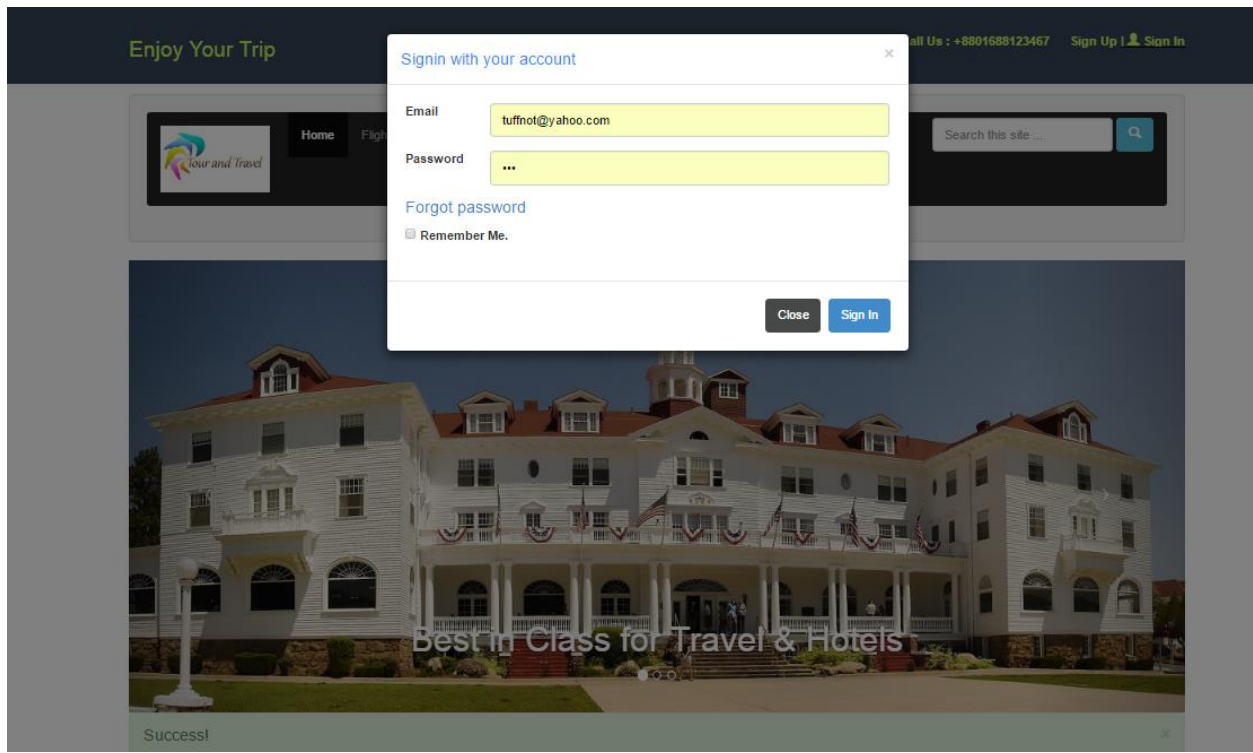 Enjoy Your Trip
all Us : +8801688123467
Sign Up | Sign In
Signin with your account
×
Tour and Travel
Home
Fligh
Search this site ...
Email
tuffnot@yahoo.com
Password
•••
Forgot password
Remember Me.
Close
Sign In
Best in Class for Travel & Hotels
Success!
×